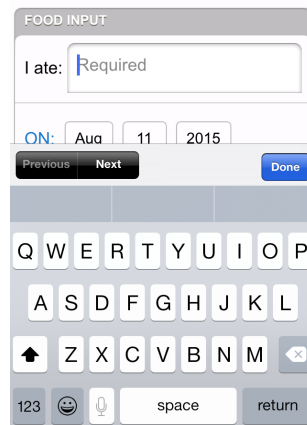 FOOD INPUT
I ate: Required
ON: Aug 11 2015
Previous Next Done
Q W E R T Y U I O P
A S D F G H J K L
Z X C V B N M
123 space return